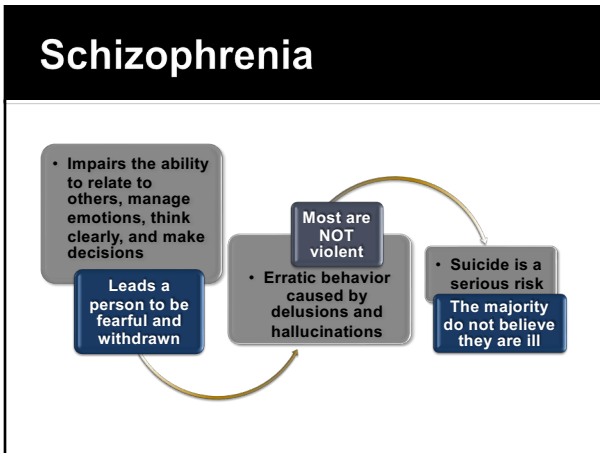 Schizophrenia
• Impairs the ability
to relate to
others, manage
emotions, think
clearly, and make
decisions
Leads a
person to be
fearful and
withdrawn
Most are
NOT
violent
• Erratic behavior
caused by
delusions and
hallucinations
• Suicide is a
serious risk
The majority
do not believe
they are ill